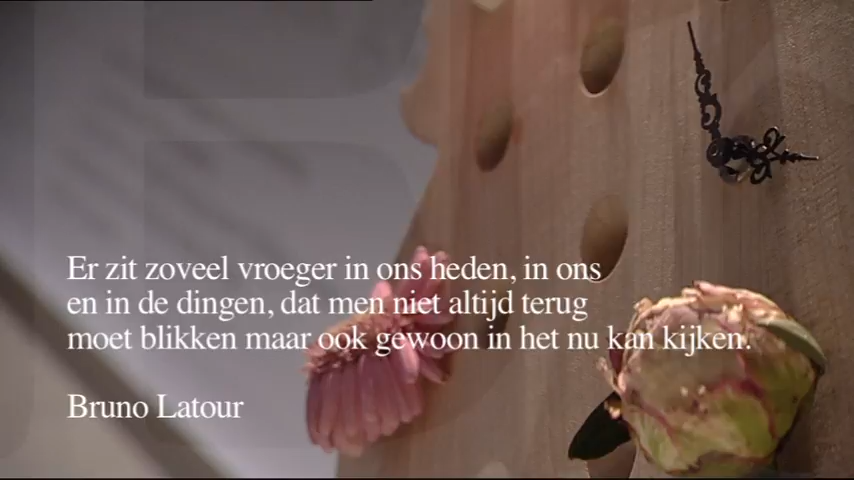 Er zit zoveel vroeger in ons heden, in ons
en in de dingen, dat men niet altijd terug
moet blikken maar ook gewoon in het nu kan kijken.
Bruno Latour